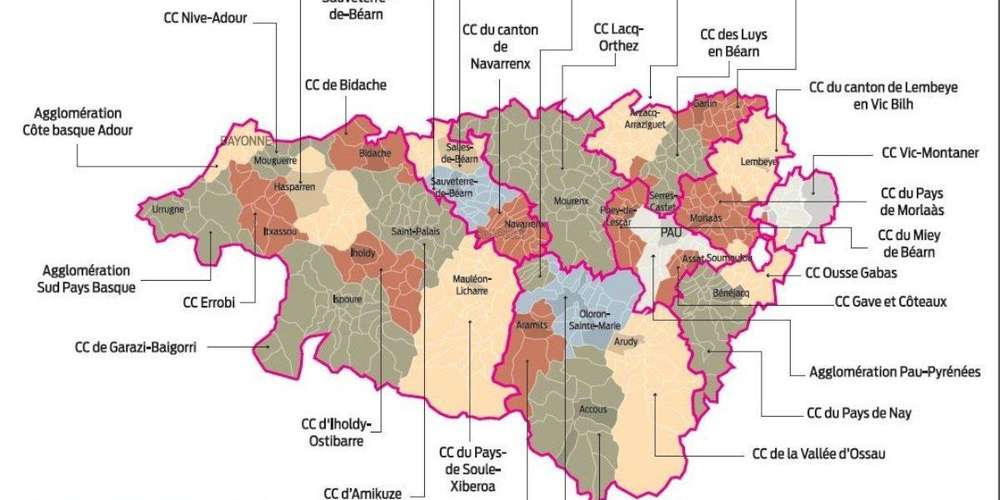 Sauveterre-
de-Béarn
CC Nive-Adour
CC du canton
de
Navarrenx
CC Lacq-
Orthez
CC des Luys
en Béarn
CC de Bidache
CC du canton de Lembeye
en Vic Bilh
Agglomération
Côte basque Adour
CC Vic-Montaner
CC du Pays
de Morlaàs
CC du Miey
de Béarn
CC Ousse Gabas
CC Gave et Côteaux
Agglomération
Sud Pays Basque
CC Errobi
CC de Garazi-Baigorri
Agglomération Pau-Pyrénées
CC du Pays de Nay
CC de la Vallée d'Ossau
CC d'Iholdy-
Ostibarre
CC du Pays-
de Soule-
Xiberoa
CC d'Amikuze
BAYONNE
Mouguerre
Bidache
Hasparren
Urrugne
Itxassou
Iholdy
Saint-Palais
Ispoure
Mauléon-
Licharre
Salies-
de-Béarn
Sauveterre-
de-Béarn
Navarrenx
Mourenx
Arzacq-
Arraziguet
Garlin
Lembeye
Serres-
Castet
Morlaàs
Poey-de-
Lescar
PAU
Assat
Soumoulou
Bénéjacq
Aramits
Oloron-
Sainte-Marie
Arudy
Accous